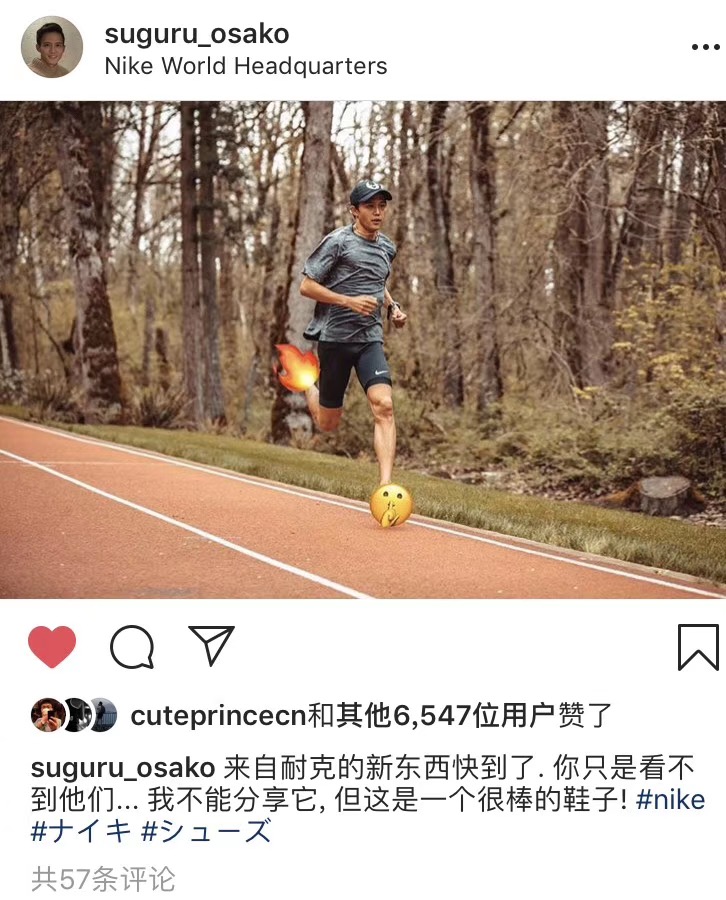 suguru_osako
Nike World Headquarters
cuteprincecn和其他6,547位用户赞了
suguru_osako 来自耐克的新东西快到了. 你只是看不
到他们... 我不能分享它, 但这是一个很棒的鞋子! #nike
#ナイキ #シューズ
共57条评论